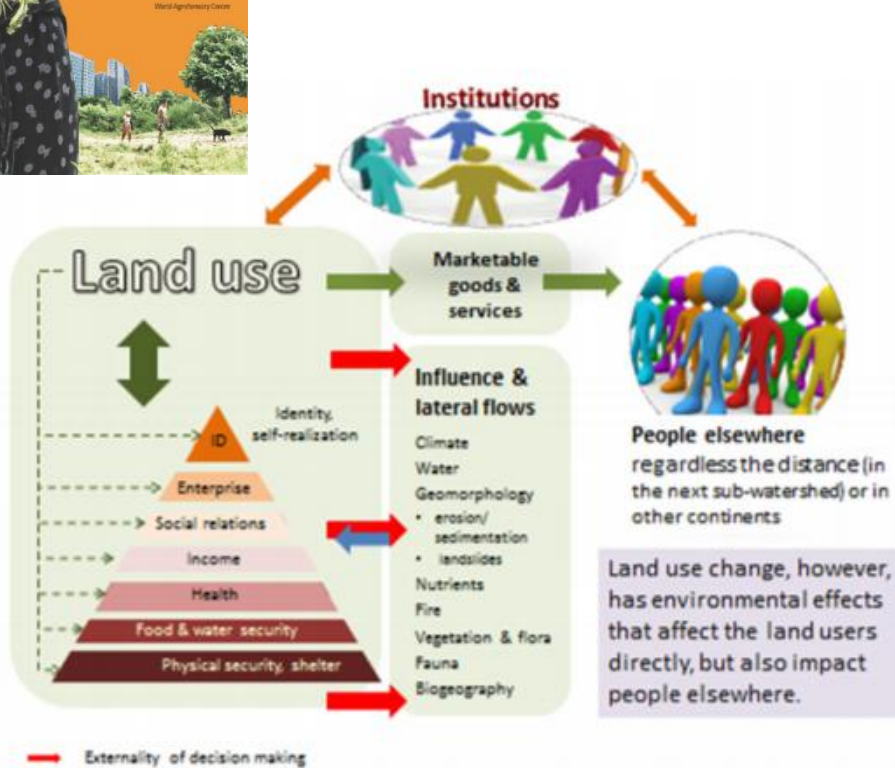 World Agroforestry Centre
Institutions
Land use
Marketable
goods &
services
Identity,
self-realization
ID
Enterprise
Social relations
Income
Health
Food & water security
Physical security, shelter
Influence &
lateral flows
Climate
Water
Geomorphology
• erosion/
sedimentation
• landslides
Nutrients
Fire
Vegetation & flora
Fauna
Biogeography
People elsewhere
regardless the distance (in
the next sub-watershed) or in
other continents
Land use change, however,
has environmental effects
that affect the land users
directly, but also impact
people elsewhere.
Externality of decision making